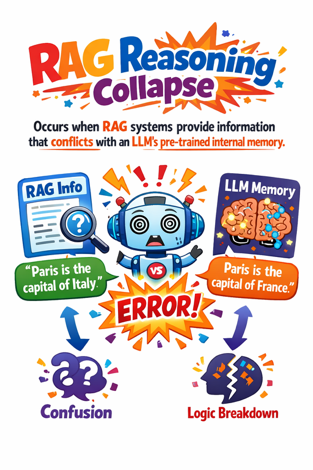 RAG Reasoning
Collapse
Occurs when RAG systems provide information
that conflicts with an LLM's pre-trained internal memory.
RAG Info
?
"Paris is the
capital of Italy."
!!!
VS
ERROR!
LLM Memory
Paris is the
capital of France."
??
Confusion
Logic Breakdown